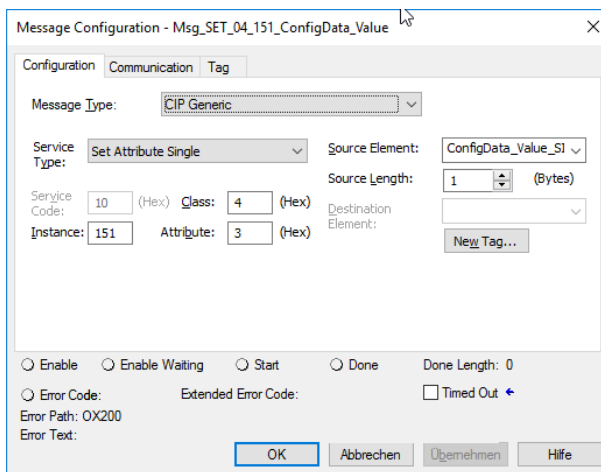 Message Configuration - Msg_SET_04_151_ConfigData_Value
Configuration Communication Tag
Message Type: CIP Generic
Service Type: Set Attribute Single
Source Element: ConfigData_Value_SI
Source Length: 1 (Bytes)
Service Code: 10 (Hex) Class: 4 (Hex)
Destination Element:
Instance: 151 Attribute: 3 (Hex)
New Tag...
Enable Enable Waiting Start Done Done Length: 0
Error Code: Extended Error Code: Timed Out
Error Path: OX200
Error Text:
OK Abbrechen Übernehmen Hilfe